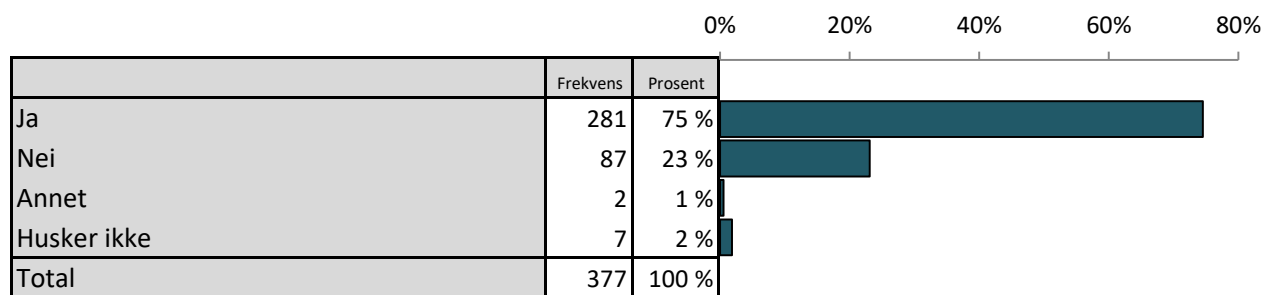 0% 20% 40% 60% 80%
Frekvens Prosent
Ja 281 75 %
Nei 87 23 %
Annet 2 1 %
Husker ikke 7 2 %
Total 377 100 %